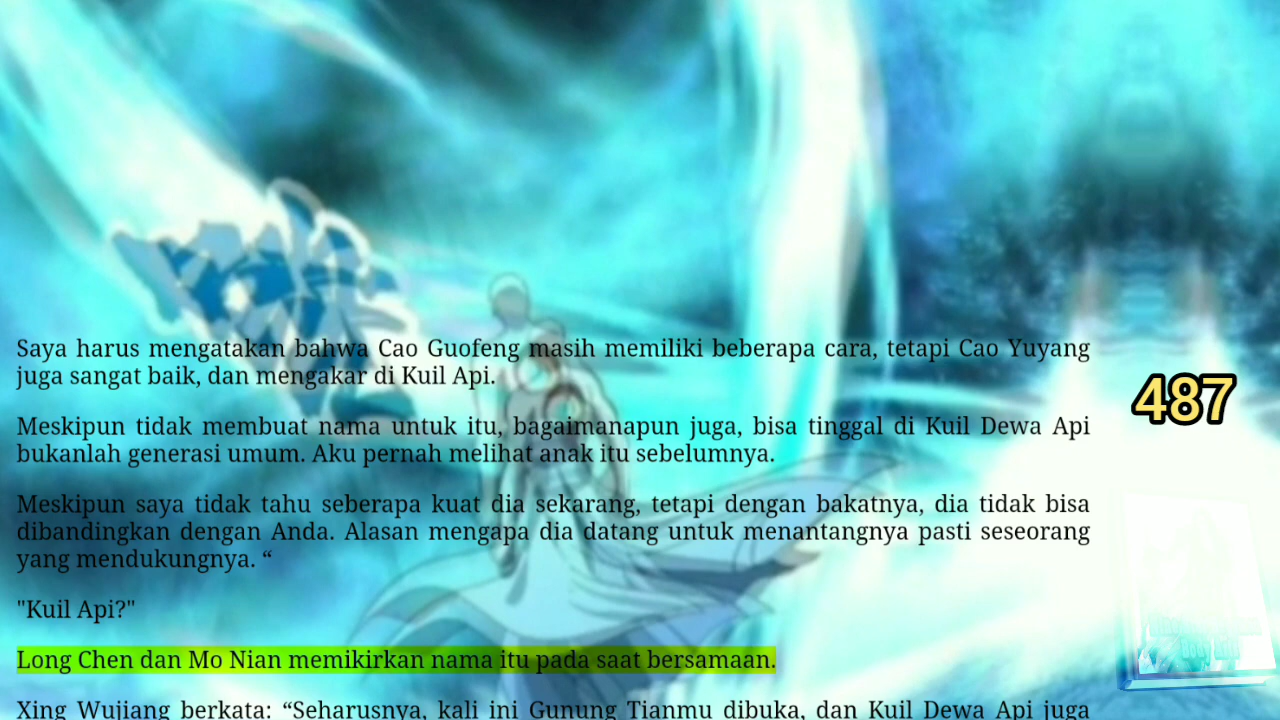 Saya harus mengatakan bahwa Cao Guofeng masih memiliki beberapa cara, tetapi Cao Yuyang
juga sangat baik, dan mengakar di Kuil Api.
Meskipun tidak membuat nama untuk itu, bagaimanapun juga, bisa tinggal di Kuil Dewa Api
bukanlah generasi umum. Aku pernah melihat anak itu sebelumnya.
Meskipun saya tidak tahu seberapa kuat dia sekarang, tetapi dengan bakatnya, dia tidak bisa
dibandingkan dengan Anda. Alasan mengapa dia datang untuk menantangnya pasti seseorang
yang mendukungnya. “
"Kuil Api?"
Long Chen dan Mo Nian memikirkan nama itu pada saat bersamaan.
Xing Wujiang berkata: “Seharusnya, kali ini Gunung Tianmu dibuka, dan Kuil Dewa Api juga
487